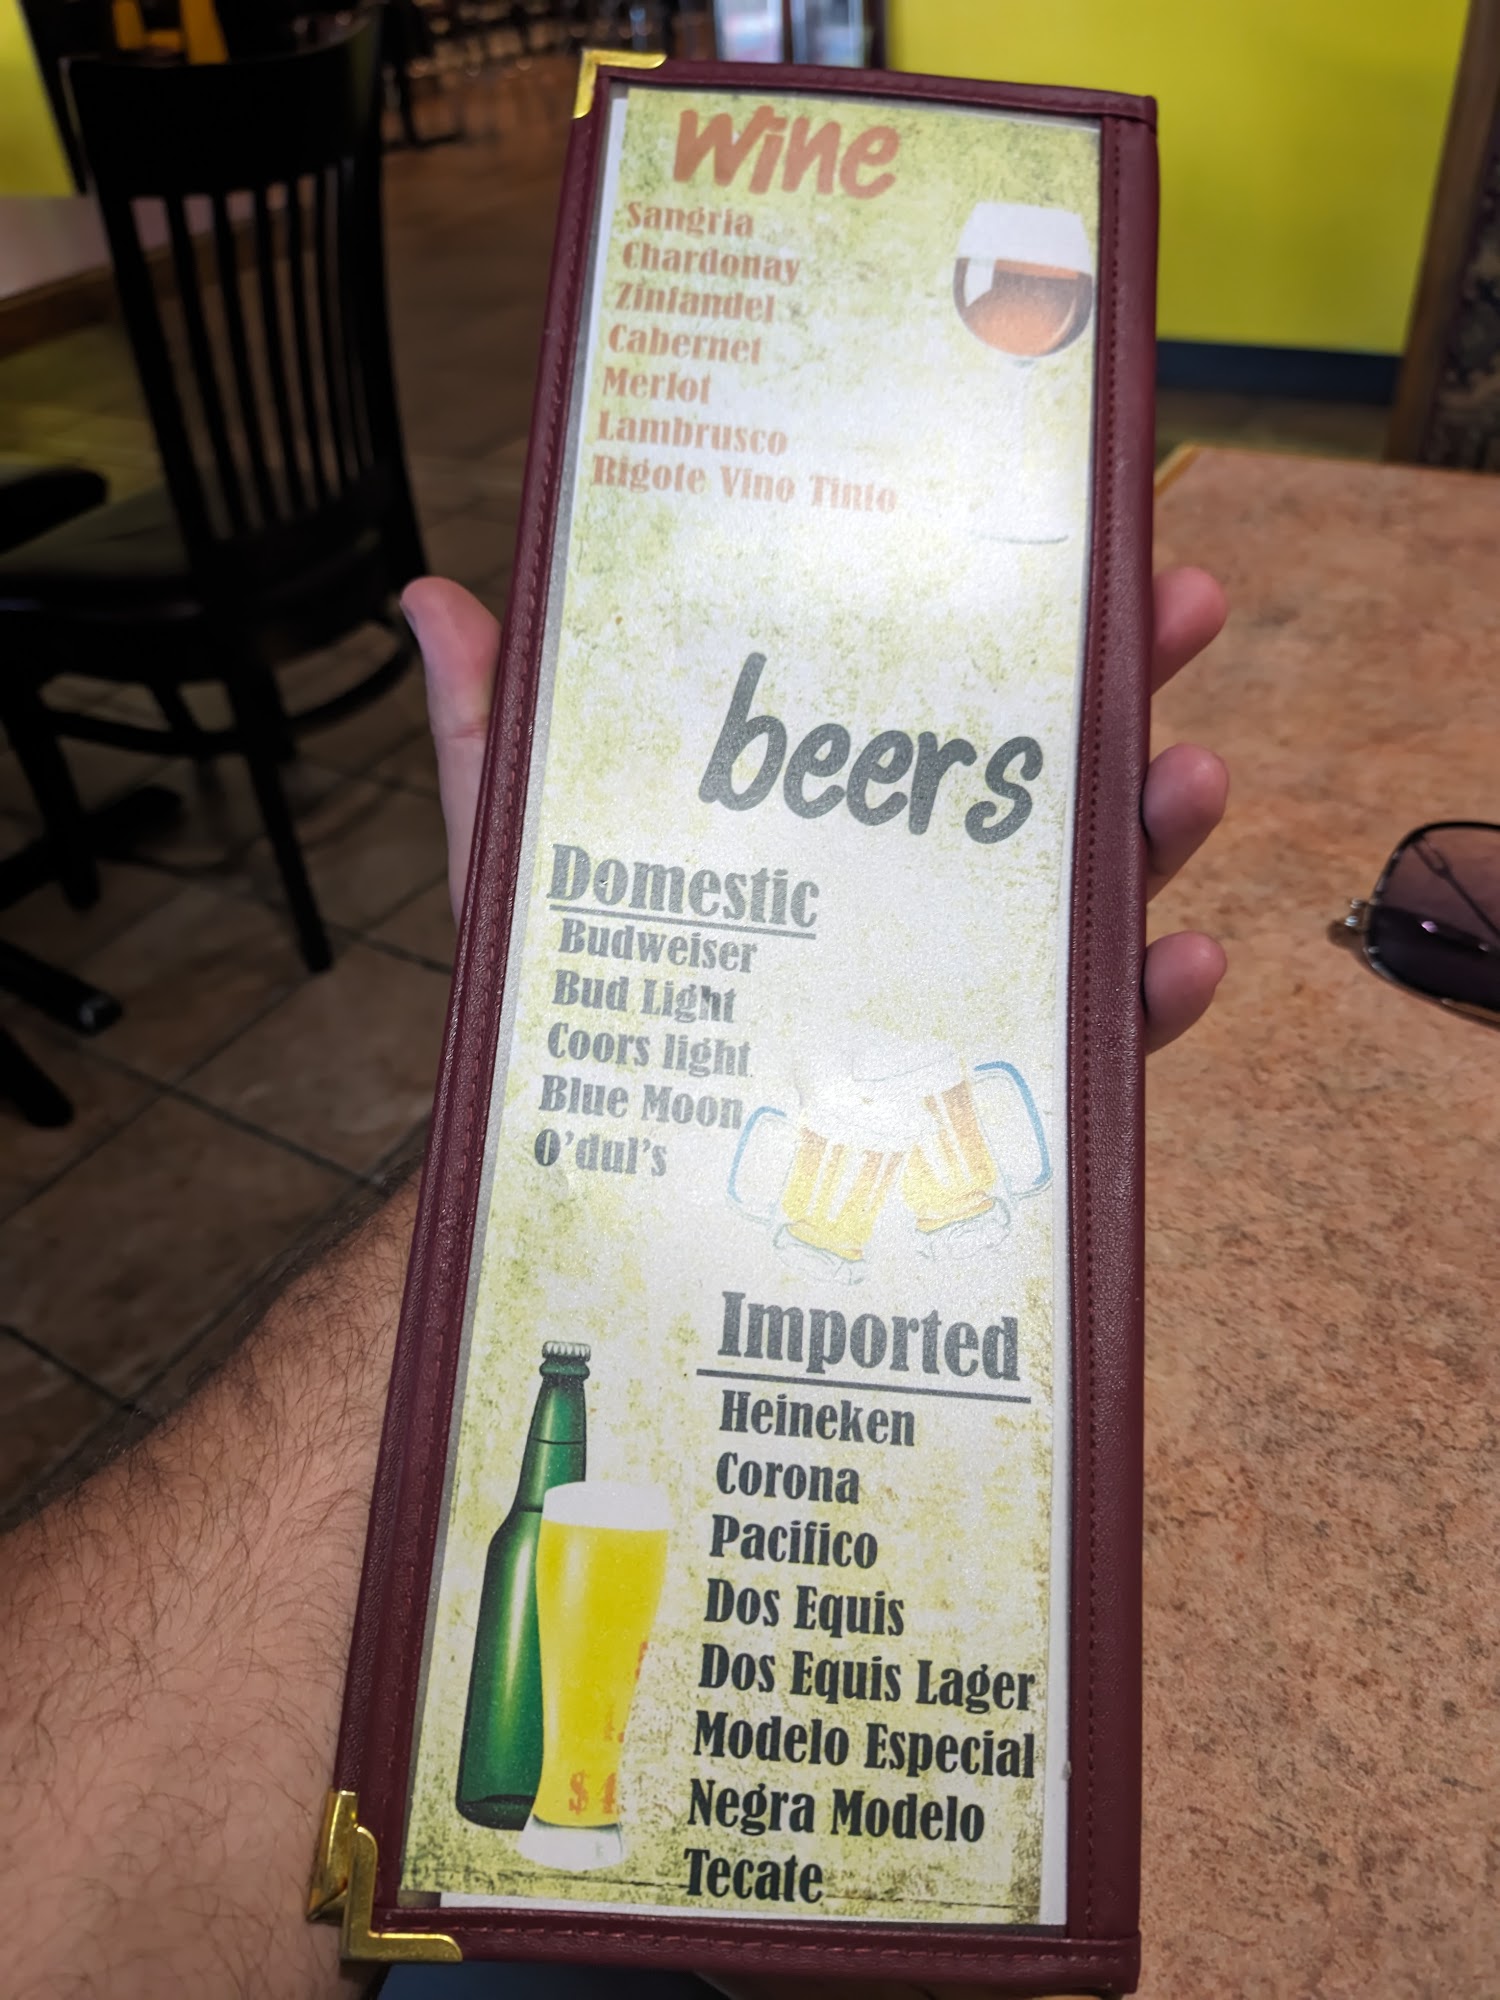 wine
Sangria
Chardonay
Zinfandel
Cabernet
Merlot
Lambrusco
Rigote Vino Tinto
beers
Domestic
Budweiser
Bud Light
Coors light
Blue Moon
O'dul's
Imported
Heineken
Corona
Pacifico
Dos Equis
Dos Equis Lager
Modelo Especial
Negra Modelo
Tecate